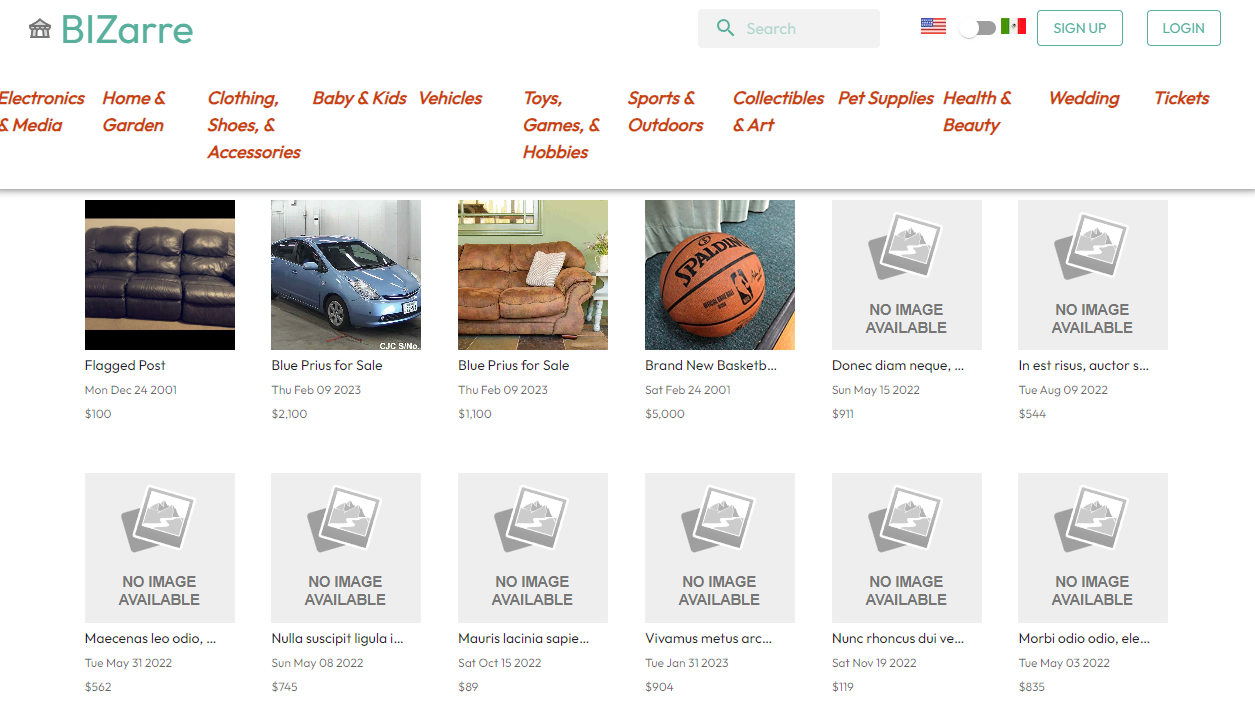 BIZarre
Search
SIGN UP
LOGIN
Electronics & Media
Home & Garden
Clothing, Shoes, & Accessories
Baby & Kids
Vehicles
Toys, Games, & Hobbies
Sports & Outdoors
Collectibles & Art
Pet Supplies
Health & Beauty
Wedding
Tickets
CJC S/No.
SPALDING
NO IMAGE AVAILABLE
NO IMAGE AVAILABLE
Flagged Post
Mon Dec 24 2001
$100
Blue Prius for Sale
Thu Feb 09 2023
$2,100
Blue Prius for Sale
Thu Feb 09 2023
$1,100
Brand New Basketb...
Sat Feb 24 2001
$5,000
Donec diam neque, ...
Sun May 15 2022
$911
In est risus, auctor s...
Tue Aug 09 2022
$544
NO IMAGE AVAILABLE
NO IMAGE AVAILABLE
NO IMAGE AVAILABLE
NO IMAGE AVAILABLE
NO IMAGE AVAILABLE
NO IMAGE AVAILABLE
Maecenas leo odio, ...
Tue May 31 2022
$562
Nulla suscipit ligula i...
Sun May 08 2022
$745
Mauris lacinia sapie...
Sat Oct 15 2022
$89
Vivamus metus arc...
Tue Jan 31 2023
$904
Nunc rhoncus dui ve...
Sat Nov 19 2022
$119
Morbi odio odio, ele...
Tue May 03 2022
$835